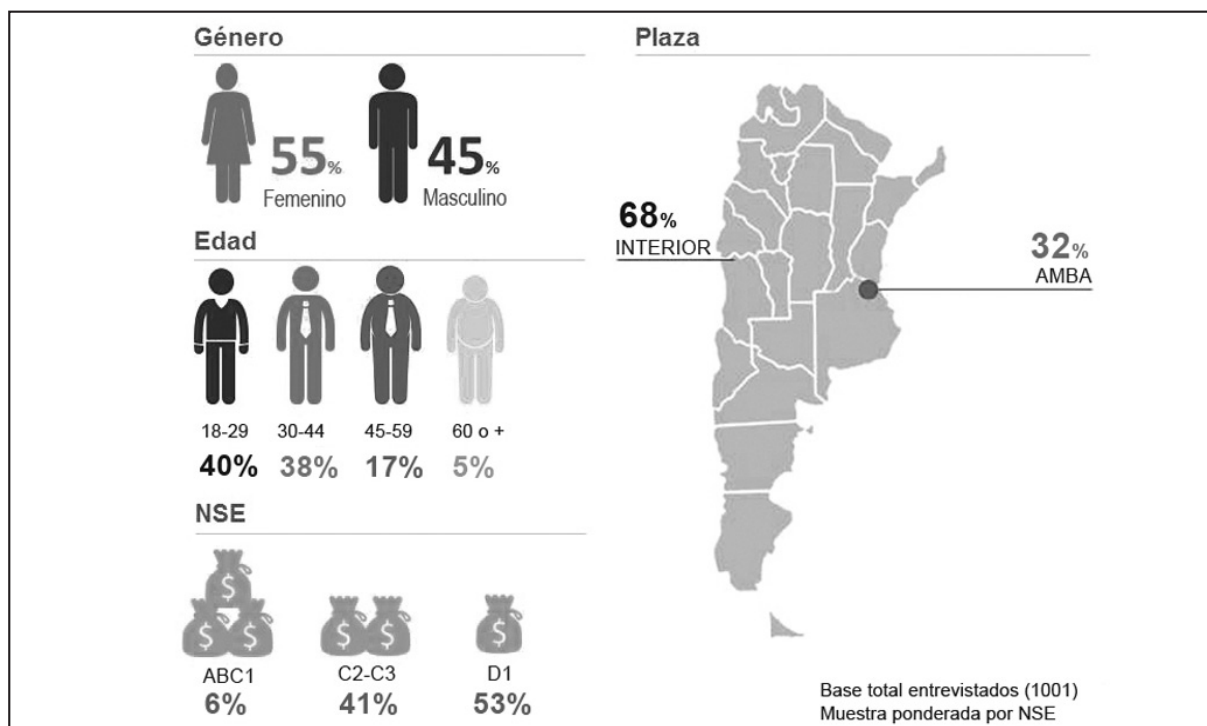 Género
55%
Femenino
45%
Masculino
Edad
18-29
30-44
45-59
60 o +
40%
38%
17%
5%
NSE
$
$ $
$ $
$
ABC1
C2-C3
D1
6%
41%
53%
Plaza
68%
INTERIOR
32%
AMBA
Base total entrevistados (1001)
Muestra ponderada por NSE